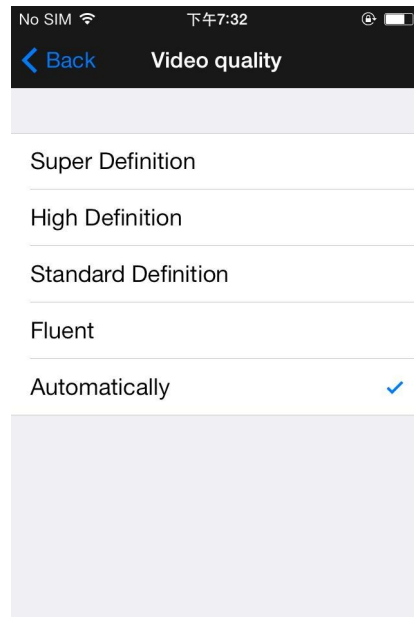 No SIM 下午7:32
Back Video quality
Super Definition
High Definition
Standard Definition
Fluent
Automatically